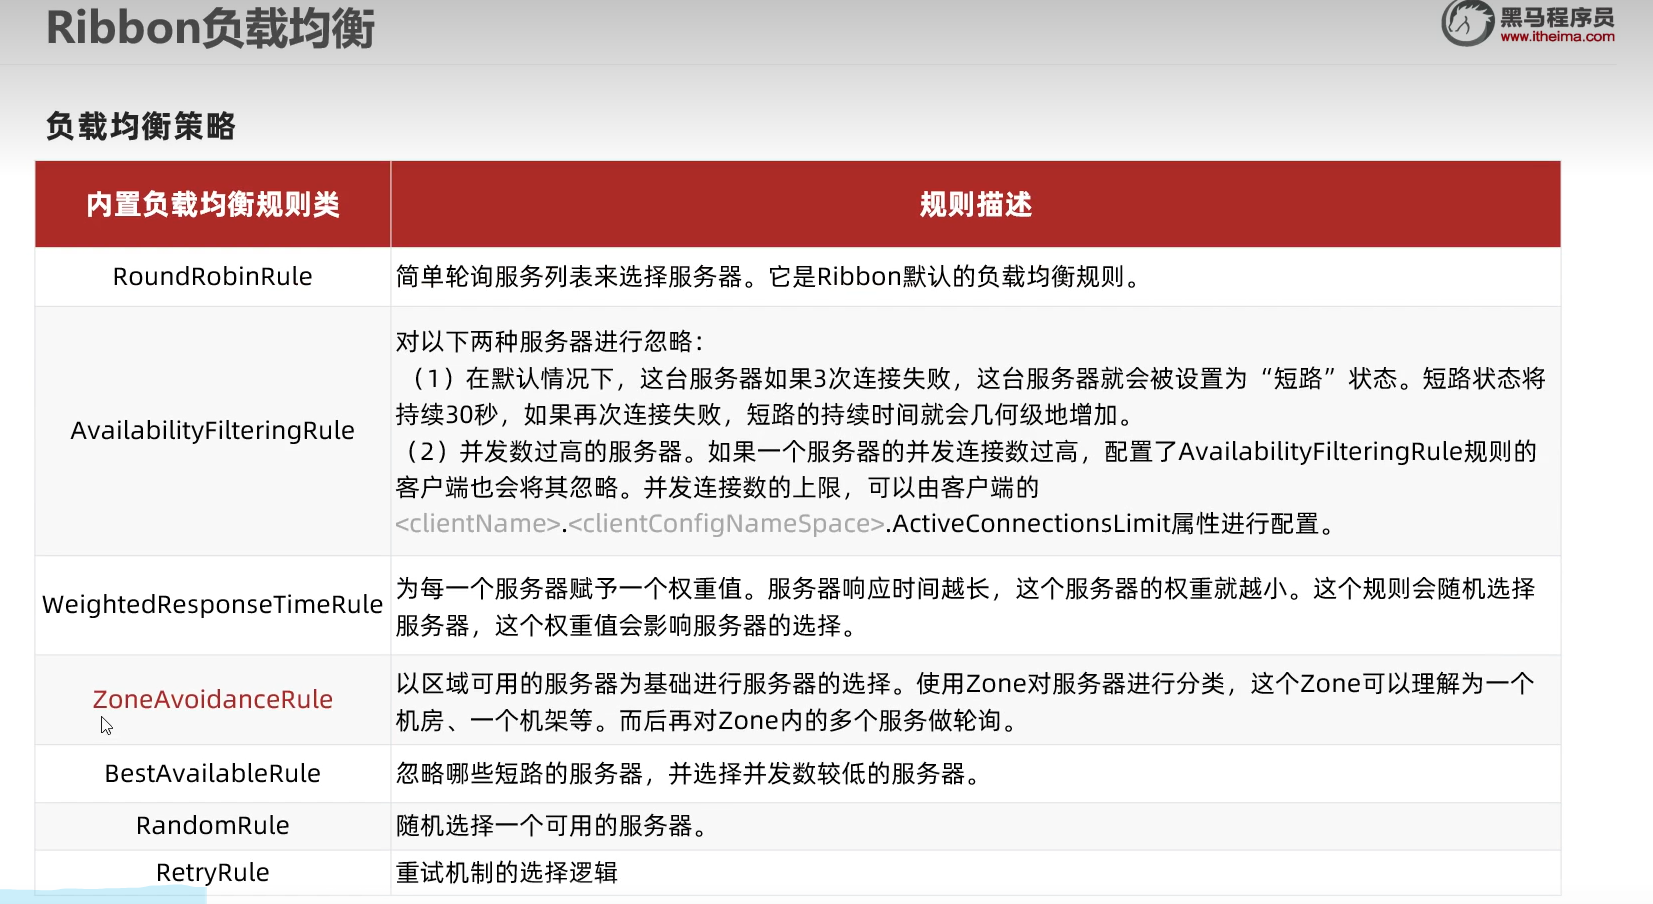 Ribbon负载均衡
黑马程序员
www.itheima.com
负载均衡策略
内置负载均衡规则类
规则描述
RoundRobinRule
简单轮询服务列表来选择服务器。它是Ribbon默认的负载均衡规则。
AvailabilityFilteringRule
对以下两种服务器进行忽略：
（1）在默认情况下，这台服务器如果3次连接失败，这台服务器就会被设置为“短路”状态。短路状态将
持续30秒，如果再次连接失败，短路的持续时间就会几何级地增加。
（2）并发数过高的服务器。如果一个服务器的并发连接数过高，配置了AvailabilityFilteringRule规则的
客户端也会将其忽略。并发连接数的上限，可以由客户端的
<clientName>.<clientConfigNameSpace>.ActiveConnectionsLimit属性进行配置。
WeightedResponseTimeRule
为每一个服务器赋予一个权重值。服务器响应时间越长，这个服务器的权重就越小。这个规则会随机选择
服务器，这个权重值会影响服务器的选择。
ZoneAvoidanceRule
以区域可用的服务器为基础进行服务器的选择。使用Zone对服务器进行分类，这个Zone可以理解为一个
机房、一个机架等。而后再对Zone内的多个服务做轮询。
BestAvailableRule
忽略哪些短路的服务器，并选择并发数较低的服务器。
RandomRule
随机选择一个可用的服务器。
RetryRule
重试机制的选择逻辑